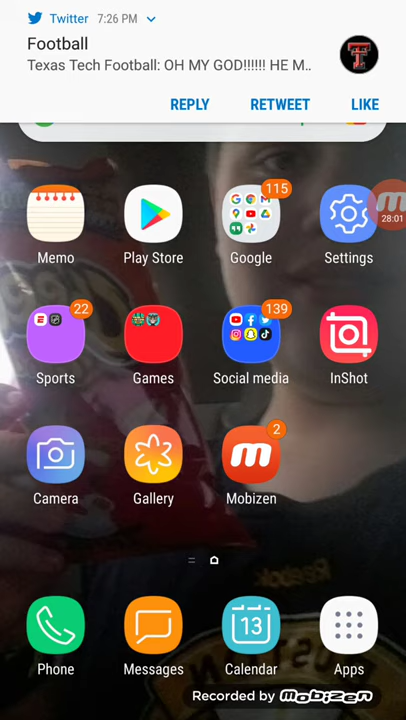 Twitter 7:26 PM
Football
Texas Tech Football: OH MY GOD!!!!!! HE M..
REPLY RETWEET LIKE
115
28:01
Memo Play Store Google Settings
22 139
Sports Games Social media InShot
2
Camera Gallery Mobizen
13
Phone Messages Calendar Apps
Recorded by mobizen